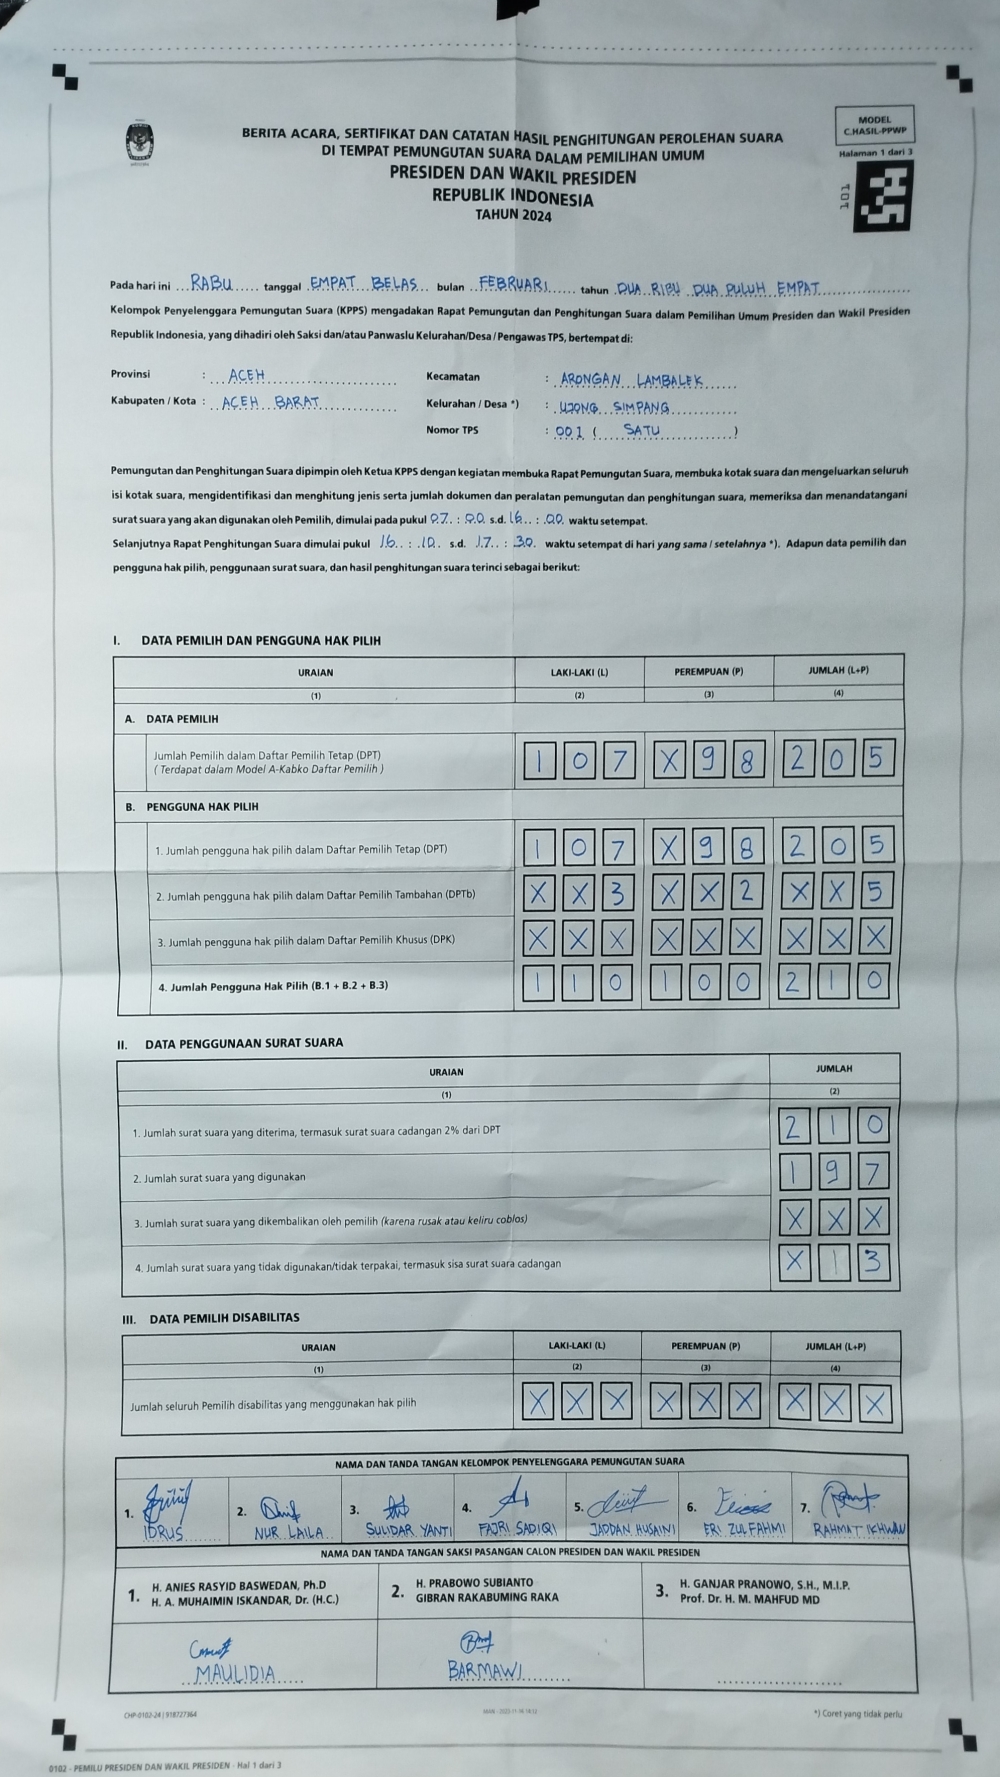 MODEL
C.HASIL-PPWP
Halaman 1 dari 3
101
BERITA ACARA, SERTIFIKAT DAN CATATAN HASIL PENGHITUNGAN PEROLEHAN SUARA
DI TEMPAT PEMUNGUTAN SUARA DALAM PEMILIHAN UMUM
PRESIDEN DAN WAKIL PRESIDEN
REPUBLIK INDONESIA
TAHUN 2024
Pada hari ini RABU tanggal EMPAT BELAS bulan FEBRUARI tahun DUA RIBU DUA PULUH EMPAT
Kelompok Penyelenggara Pemungutan Suara (KPPS) mengadakan Rapat Pemungutan dan Penghitungan Suara dalam Pemilihan Umum Presiden dan Wakil Presiden
Republik Indonesia, yang dihadiri oleh Saksi dan/atau Panwaslu Kelurahan/Desa / Pengawas TPS, bertempat di:
Provinsi : ACEH Kecamatan : ARONGAN LAMBALEK
Kabupaten / Kota : ACEH BARAT Kelurahan / Desa *) : UJONG SIMPANG
Nomor TPS : 001 ( SATU )
Pemungutan dan Penghitungan Suara dipimpin oleh Ketua KPPS dengan kegiatan membuka Rapat Pemungutan Suara, membuka kotak suara dan mengeluarkan seluruh
isi kotak suara, mengidentifikasi dan menghitung jenis serta jumlah dokumen dan peralatan pemungutan dan penghitungan suara, memeriksa dan menandatangani
surat suara yang akan digunakan oleh Pemilih, dimulai pada pukul 07 : 00 s.d. 16 : 00 waktu setempat.
Selanjutnya Rapat Penghitungan Suara dimulai pukul 16 : 10 s.d. 17 : 30 waktu setempat di hari yang sama / setelahnya *). Adapun data pemilih dan
pengguna hak pilih, penggunaan surat suara, dan hasil penghitungan suara terinci sebagai berikut:
I. DATA PEMILIH DAN PENGGUNA HAK PILIH
URAIAN LAKI-LAKI (L) PEREMPUAN (P) JUMLAH (L+P)
(1) (2) (3) (4)
A. DATA PEMILIH
Jumlah Pemilih dalam Daftar Pemilih Tetap (DPT)
( Terdapat dalam Model A-Kabko Daftar Pemilih ) 1 0 7 X 9 8 2 0 5
B. PENGGUNA HAK PILIH
1. Jumlah pengguna hak pilih dalam Daftar Pemilih Tetap (DPT) 1 0 7 X 9 8 2 0 5
2. Jumlah pengguna hak pilih dalam Daftar Pemilih Tambahan (DPTb) X X 3 X X 2 X X 5
3. Jumlah pengguna hak pilih dalam Daftar Pemilih Khusus (DPK) X X X X X X X X X
4. Jumlah Pengguna Hak Pilih (B.1 + B.2 + B.3) 1 1 0 1 0 0 2 1 0
II. DATA PENGGUNAAN SURAT SUARA
URAIAN JUMLAH
(1) (2)
1. Jumlah surat suara yang diterima, termasuk surat suara cadangan 2% dari DPT 2 1 0
2. Jumlah surat suara yang digunakan 1 9 7
3. Jumlah surat suara yang dikembalikan oleh pemilih (karena rusak atau keliru coblos) X X X
4. Jumlah surat suara yang tidak digunakan/tidak terpakai, termasuk sisa surat suara cadangan X 1 3
III. DATA PEMILIH DISABILITAS
URAIAN LAKI-LAKI (L) PEREMPUAN (P) JUMLAH (L+P)
(1) (2) (3) (4)
Jumlah seluruh Pemilih disabilitas yang menggunakan hak pilih X X X X X X X X X
NAMA DAN TANDA TANGAN KELOMPOK PENYELENGGARA PEMUNGUTAN SUARA
1. 2. 3. 4. 5. 6. 7.
IDRUS NUR LAILA SULIDAR YANTI FAJRI SADIQI JADDAN HUSAINI ERI ZULFAHMI RAHMAT IKHWAN
NAMA DAN TANDA TANGAN SAKSI PASANGAN CALON PRESIDEN DAN WAKIL PRESIDEN
1. H. ANIES RASYID BASWEDAN, Ph.D
H. A. MUHAIMIN ISKANDAR, Dr. (H.C.)
2. H. PRABOWO SUBIANTO
GIBRAN RAKABUMING RAKA
3. H. GANJAR PRANOWO, S.H., M.I.P.
Prof. Dr. H. M. MAHFUD MD
MAULIDIA BARMAWI
CHP-0102-24 | 918727364
*) Coret yang tidak perlu
0102 - PEMILU PRESIDEN DAN WAKIL PRESIDEN - Hal 1 dari 3